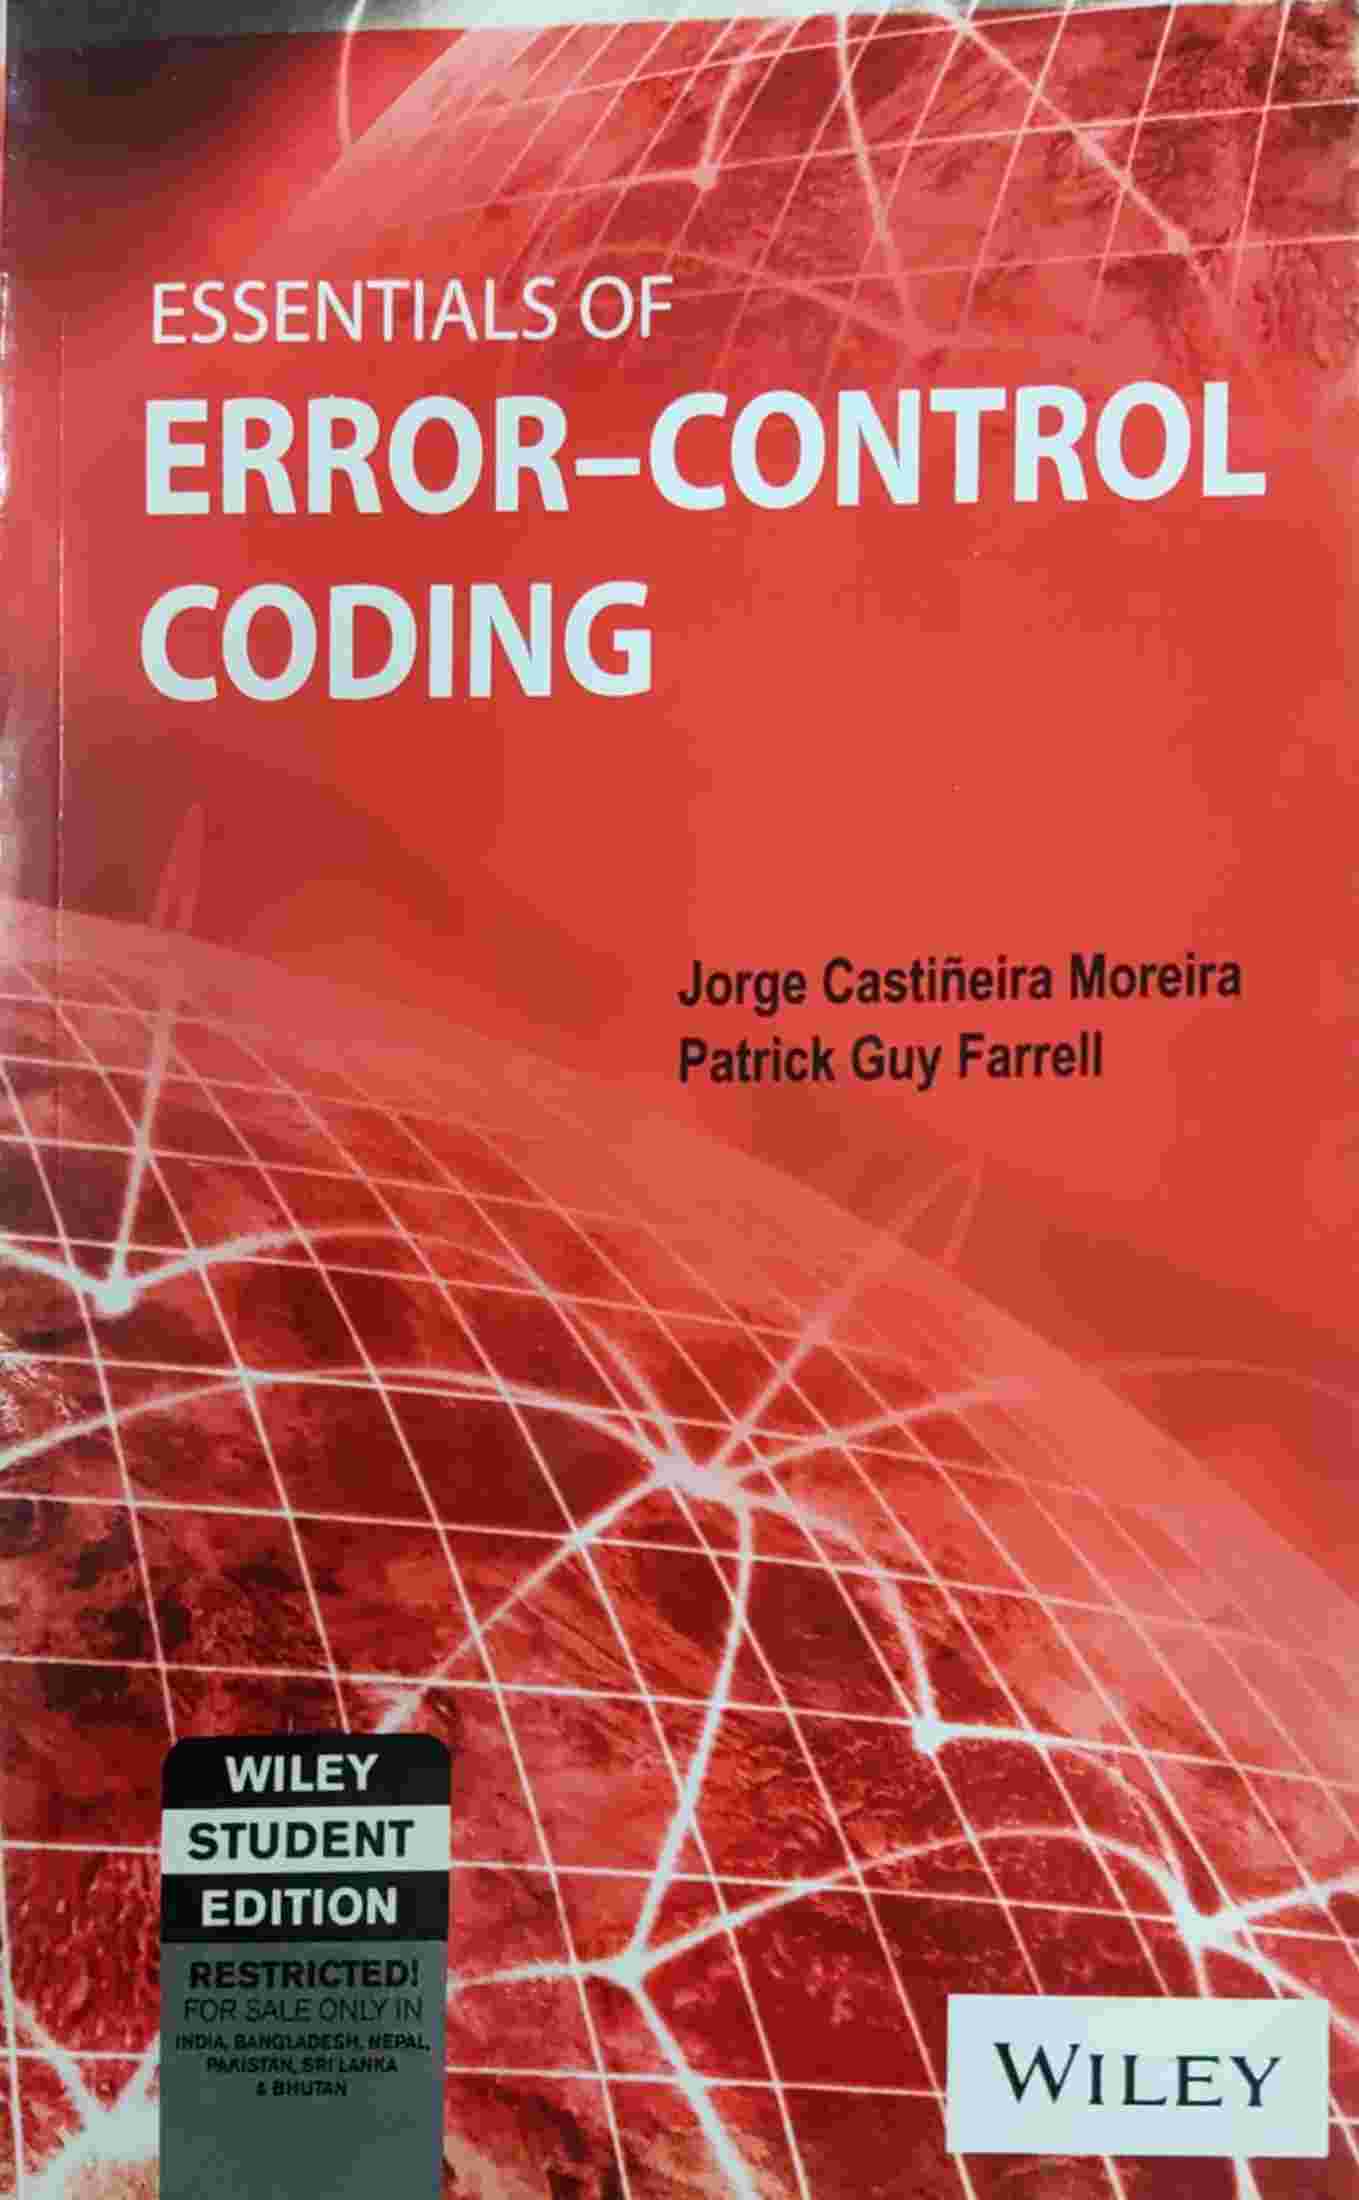 ESSENTIALS OF
ERROR-CONTROL
CODING
Jorge Castiñeira Moreira
Patrick Guy Farrell
WILEY
STUDENT
EDITION
RESTRICTED!
FOR SALE ONLY IN
INDIA, BANGLADESH, NEPAL,
PAKISTAN, SRI LANKA
& BHUTAN
WILEY